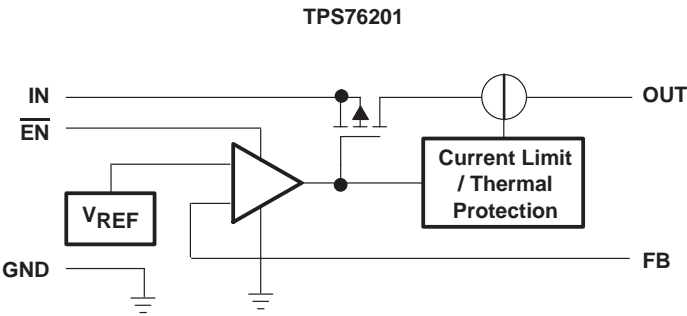 TPS76201
IN
OUT
EN
Current Limit
/ Thermal
Protection
VREF
GND
FB